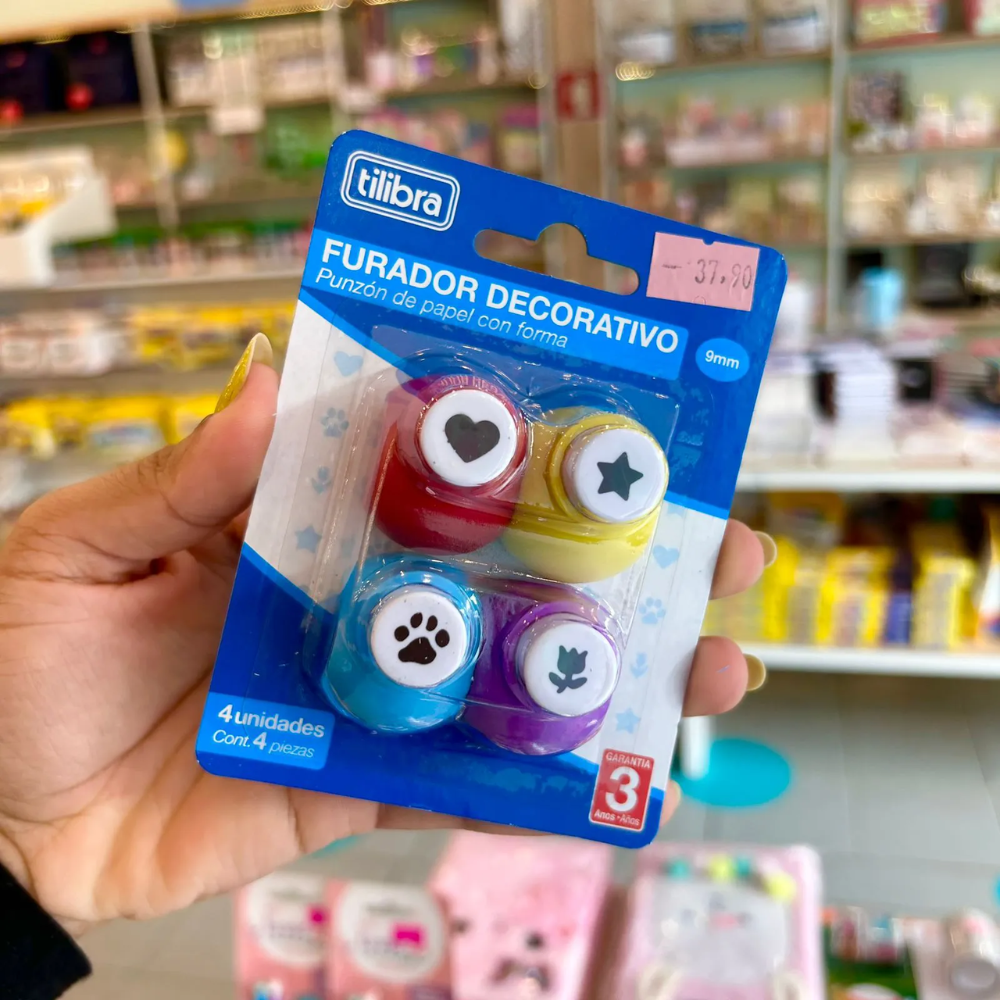 tilibra
- 37,90
FURADOR DECORATIVO
Punzón de papel con forma
9mm
4 unidades
Cont. 4 piezas
GARANTIA
3
Anos • Años